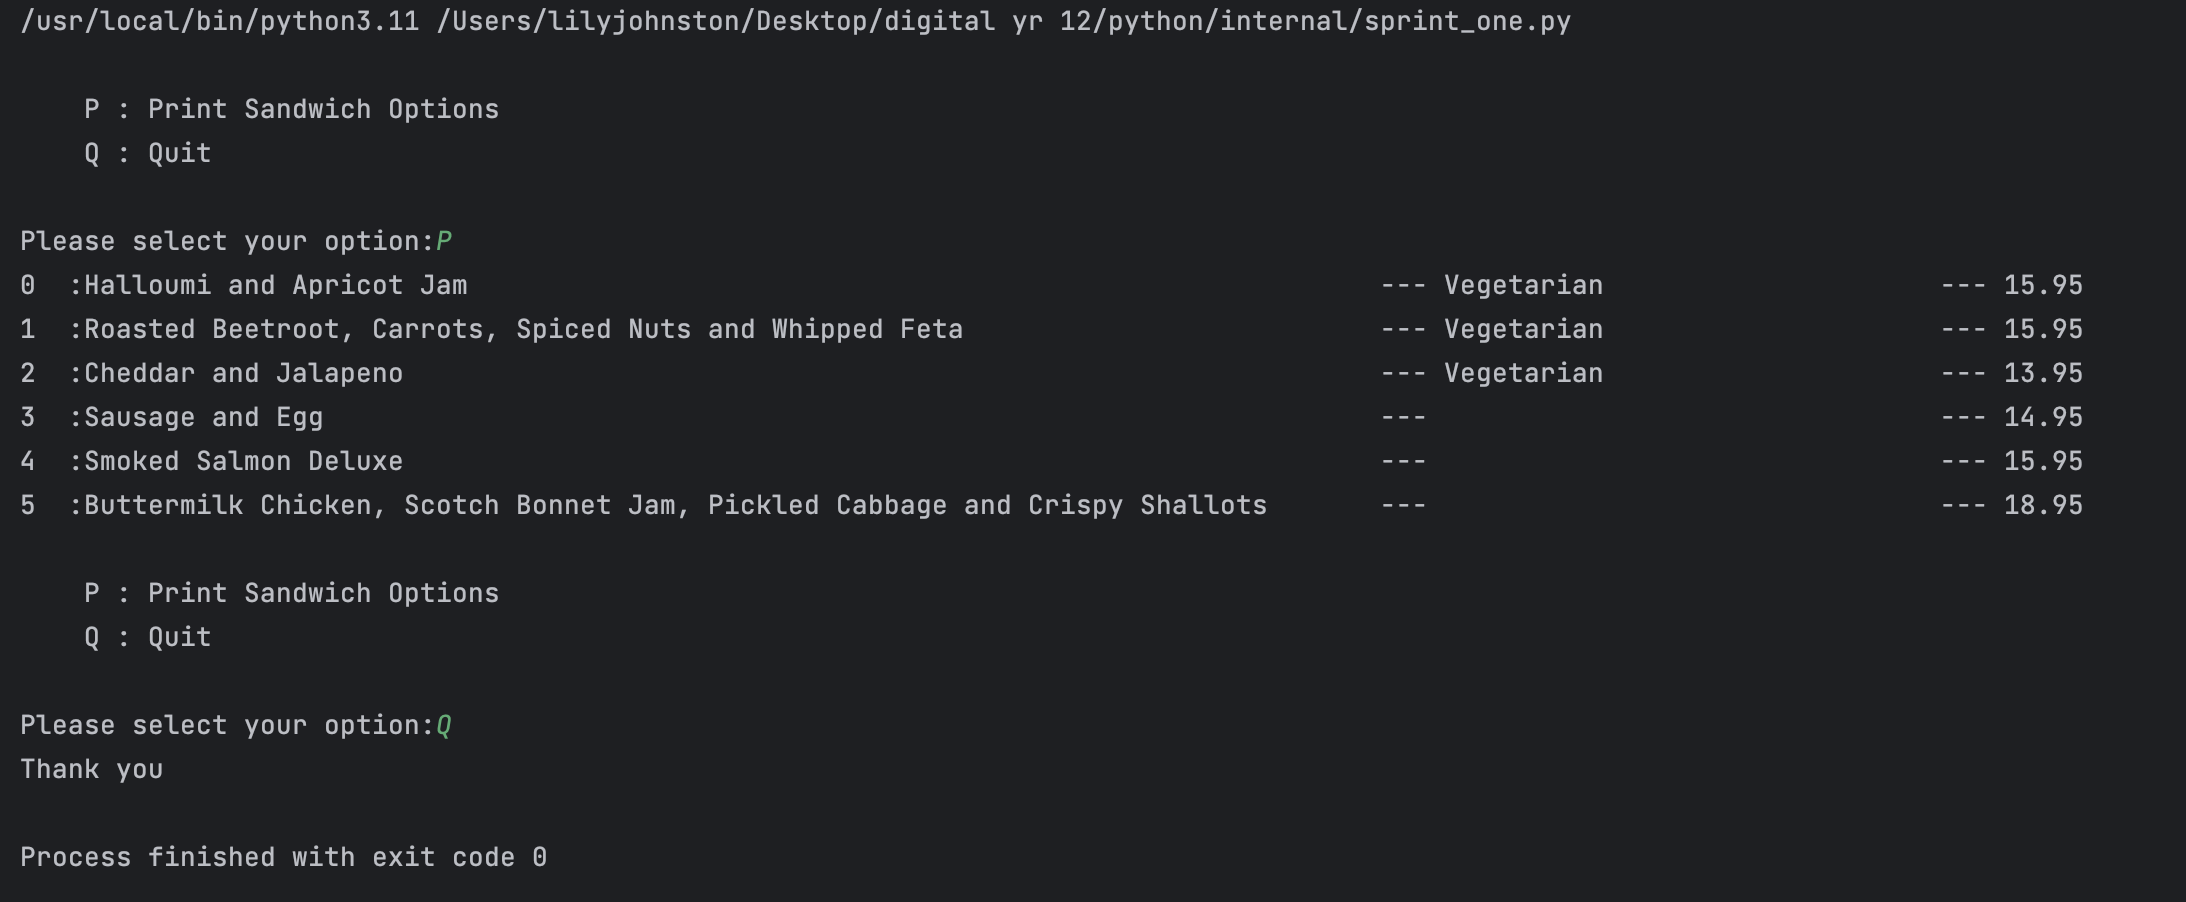 /usr/local/bin/python3.11 /Users/lilyjohnston/Desktop/digital yr 12/python/internal/sprint_one.py
P : Print Sandwich Options
Q : Quit
Please select your option:P
0  :Halloumi and Apricot Jam --- Vegetarian --- 15.95
1  :Roasted Beetroot, Carrots, Spiced Nuts and Whipped Feta --- Vegetarian --- 15.95
2  :Cheddar and Jalapeno --- Vegetarian --- 13.95
3  :Sausage and Egg --- --- 14.95
4  :Smoked Salmon Deluxe --- --- 15.95
5  :Buttermilk Chicken, Scotch Bonnet Jam, Pickled Cabbage and Crispy Shallots --- --- 18.95
P : Print Sandwich Options
Q : Quit
Please select your option:Q
Thank you
Process finished with exit code 0